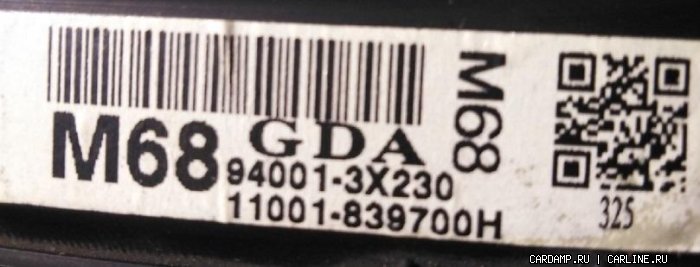 M68 GDA
94001-3X230
11001-839700H
M68
325
CARDAMP.RU | CARLINE.RU